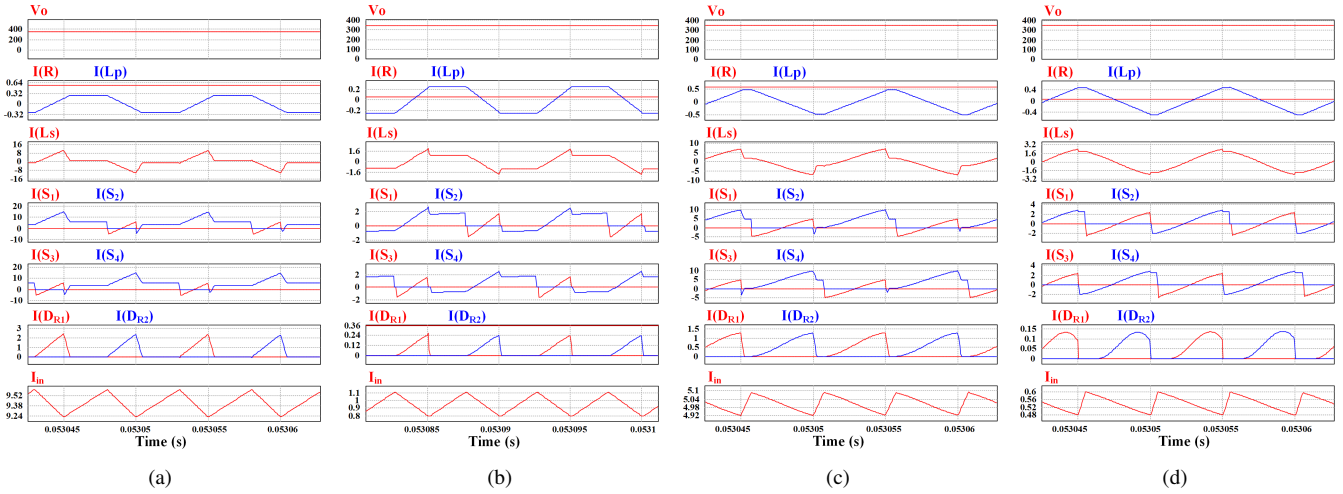 Vo
400
200
0
I(R) I(Lp)
0.64
0.32
0
-0.32
I(Ls)
16
8
0
-8
-16
I(S1) I(S2)
20
10
0
-10
I(S3) I(S4)
20
10
0
-10
I(DR1) I(DR2)
3
2
1
0
Iin
9.52
9.38
9.24
0.053045 0.05305 0.053055 0.05306
Time (s)
(a)
Vo
400
300
200
100
0
I(R) I(Lp)
0.2
0
-0.2
I(Ls)
1.6
0
-1.6
I(S1) I(S2)
2
0
-2
I(S3) I(S4)
2
0
-2
I(DR1) I(DR2)
0.36
0.24
0.12
0
Iin
1.1
1
0.9
0.8
0.053085 0.05309 0.053095 0.0531
Time (s)
(b)
Vo
400
300
200
100
0
I(R) I(Lp)
0.5
0
-0.5
I(Ls)
10
5
0
-5
-10
I(S1) I(S2)
10
5
0
-5
I(S3) I(S4)
10
5
0
-5
I(DR1) I(DR2)
1.5
1
0.5
0
Iin
5.1
5.04
4.98
4.92
0.053045 0.05305 0.053055 0.05306
Time (s)
(c)
Vo
400
300
200
100
0
I(R) I(Lp)
0.4
0
-0.4
I(Ls)
3.2
1.6
0
-1.6
-3.2
I(S1) I(S2)
4
2
0
-2
I(S3) I(S4)
4
2
0
-2
I(DR1) I(DR2)
0.15
0.1
0.05
0
Iin
0.6
0.56
0.52
0.48
0.053045 0.05305 0.053055 0.05306
Time (s)
(d)